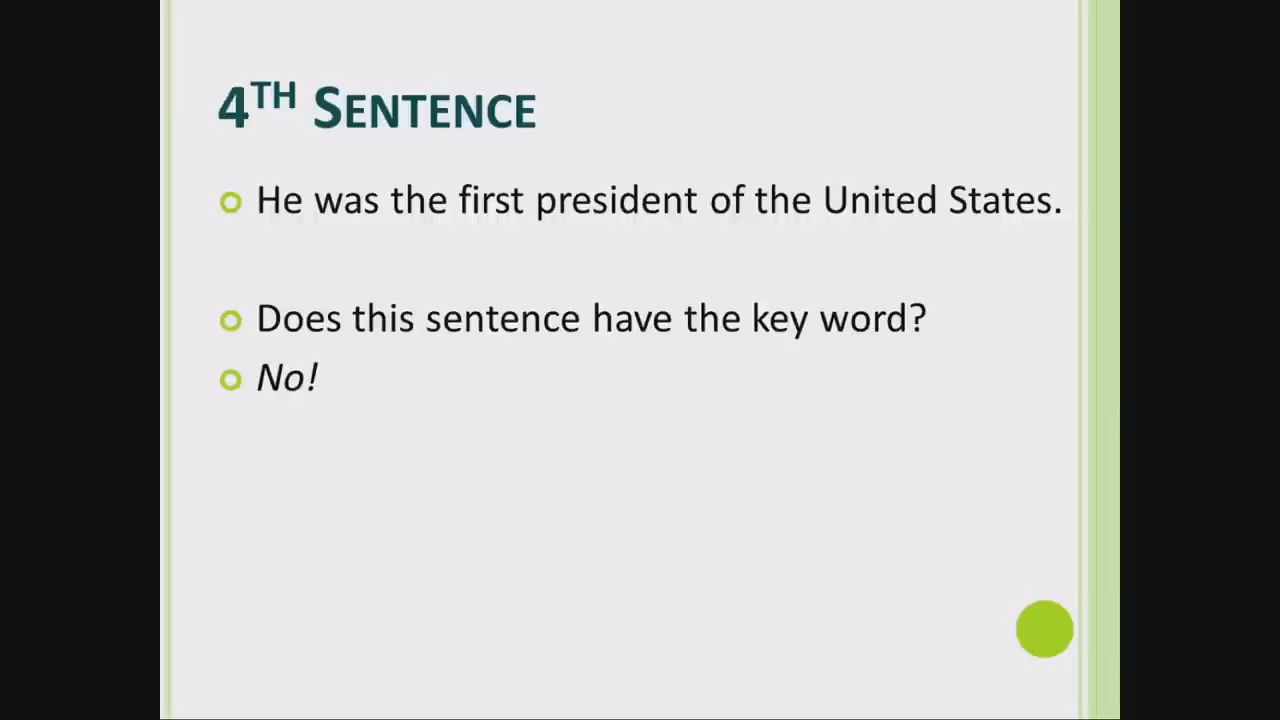 4TH SENTENCE
He was the first president of the United States.
Does this sentence have the key word?
No!